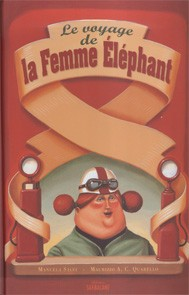 Le voyage
de
la Femme Éléphant
Manuela Salvi - Maurizio A. C. Quarello